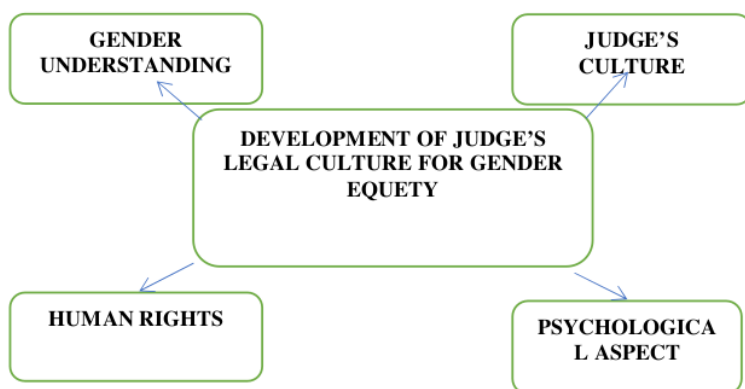 GENDER
UNDERSTANDING
JUDGE'S
CULTURE
DEVELOPMENT OF JUDGE'S
LEGAL CULTURE FOR GENDER
EQUETY
HUMAN RIGHTS
PSYCHOLOGICA
L ASPECT